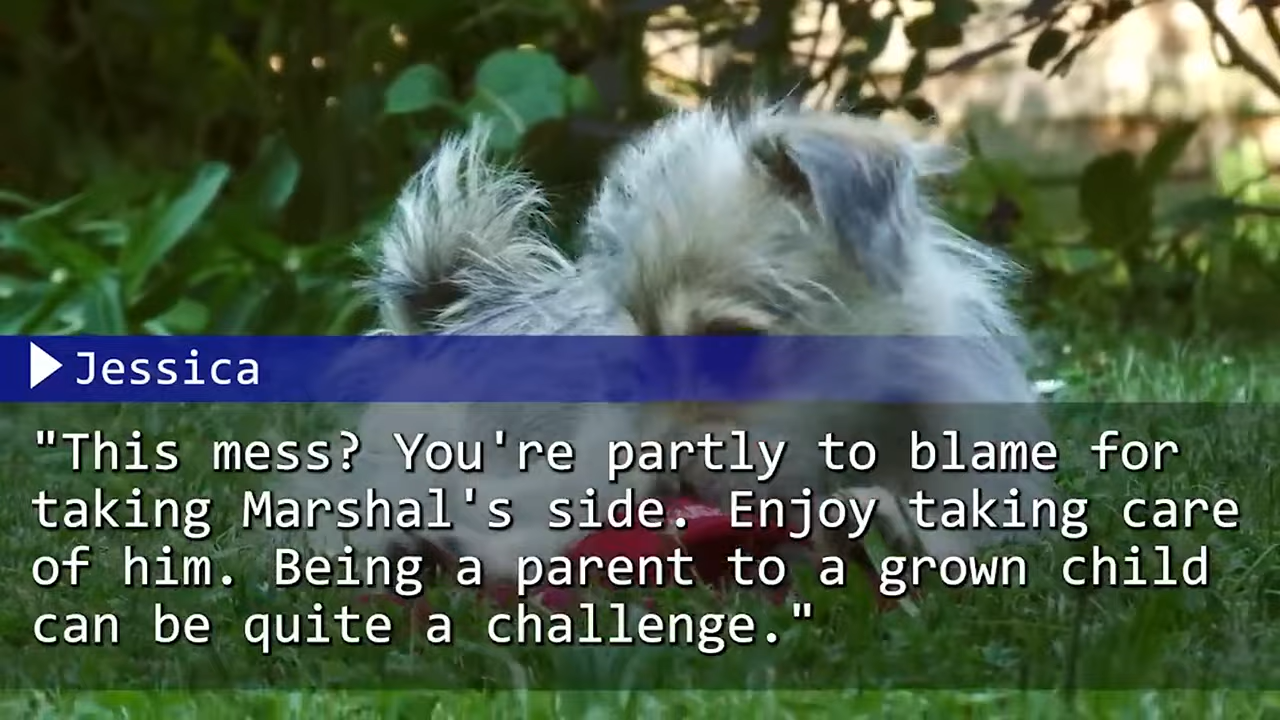 Jessica
"This mess? You're partly to blame for
taking Marshal's side. Enjoy taking care
of him. Being a parent to a grown child
can be quite a challenge."